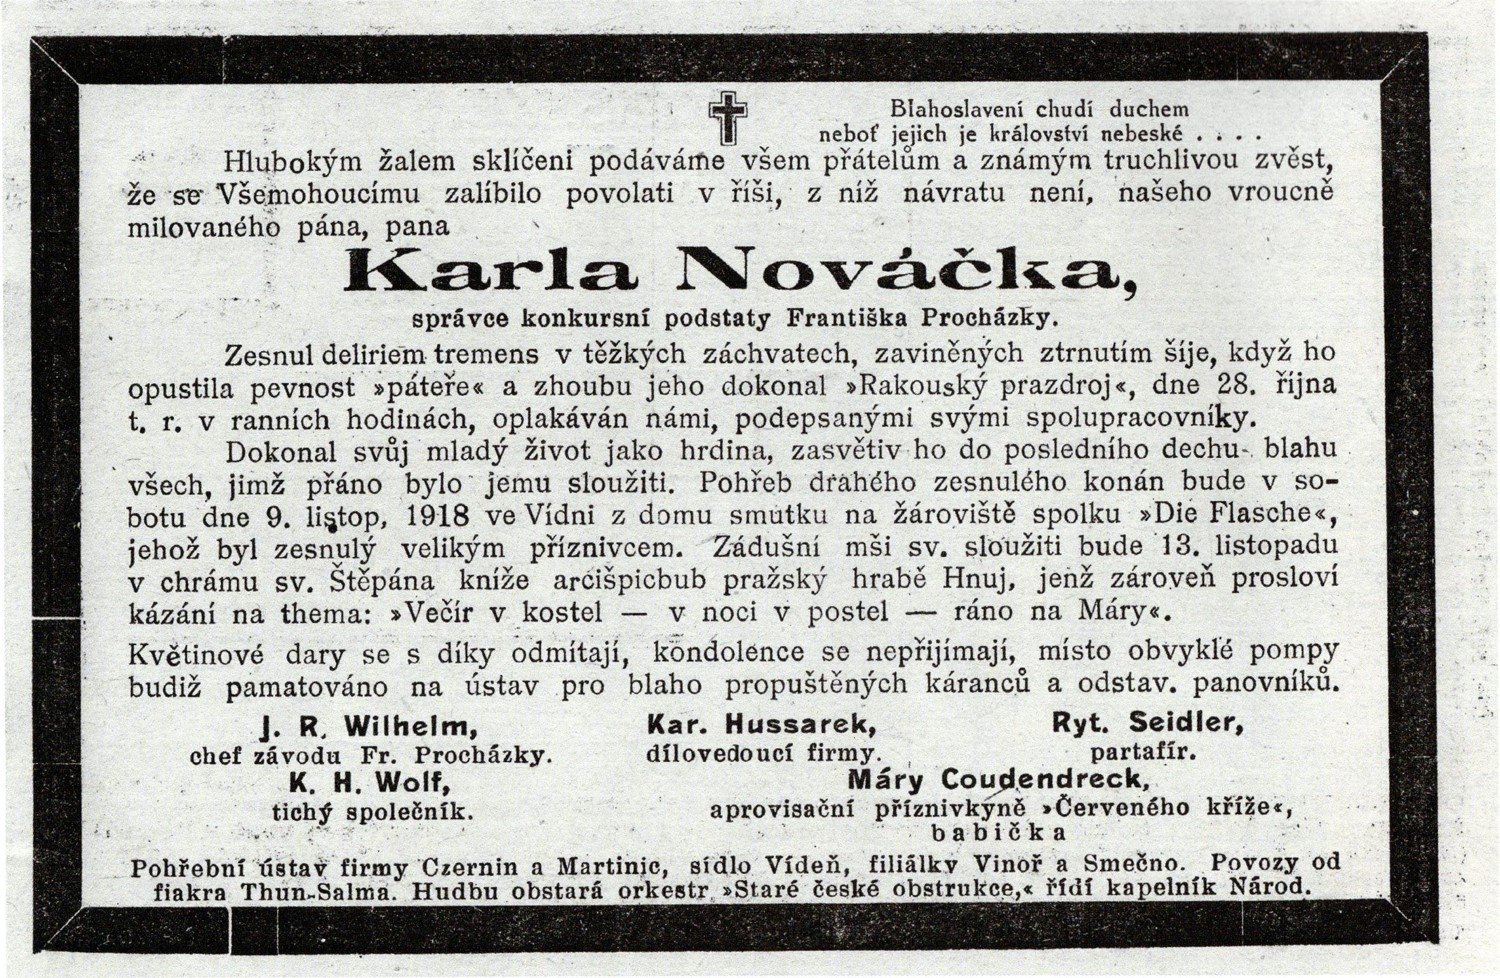 Blahoslavení chudí duchem
neboť jejich je království nebeské . . . .
Hlubokým žalem sklíčeni podáváme všem přátelům a známým truchlivou zvěst,
že se Všemohoucímu zalíbilo povolati v říši, z níž návratu není, našeho vroucně
milovaného pána, pana
Karla Nováčka,
správce konkursní podstaty Františka Procházky.
Zesnul deliriem tremens v těžkých záchvatech, zaviněných ztrnutím šíje, když ho
opustila pevnost »páteře« a zhoubu jeho dokonal »Rakouský prazdroj«, dne 28. října
t. r. v ranních hodinách, oplakáván námi, podepsanými svými spolupracovníky.
Dokonal svůj mladý život jako hrdina, zasvětiv ho do posledního dechu blahu
všech, jimž přáno bylo jemu sloužiti. Pohřeb drahého zesnulého konán bude v so-
botu dne 9. listop, 1918 ve Vídni z domu smutku na žároviště spolku »Die Flasche«,
jehož byl zesnulý velikým příznivcem. Zádušní mši sv. sloužiti bude 13. listopadu
v chrámu sv. Štěpána kníže arcišpicbub pražský hrabě Hnuj, jenž zároveň prosloví
kázání na thema: »Večír v kostel — v noci v postel — ráno na Máry«.
Květinové dary se s díky odmítají, kondolence se nepřijímají, místo obvyklé pompy
budiž pamatováno na ústav pro blaho propuštěných káranců a odstav. panovníků.
J. R. Wilhelm, Kar. Hussarek, Ryt. Seidler,
chef závodu Fr. Procházky. dílovedoucí firmy. partafír.
K. H. Wolf, Máry Coudendreck,
tichý společník. aprovisační příznivkyně »Červeného kříže«,
babička
Pohřební ústav firmy Czernin a Martinic, sídlo Vídeň, filiálky Vinoř a Smečno. Povozy od
fiakra Thun-Salma. Hudbu obstará orkestr »Staré české obstrukce,« řídí kapelník Národ.